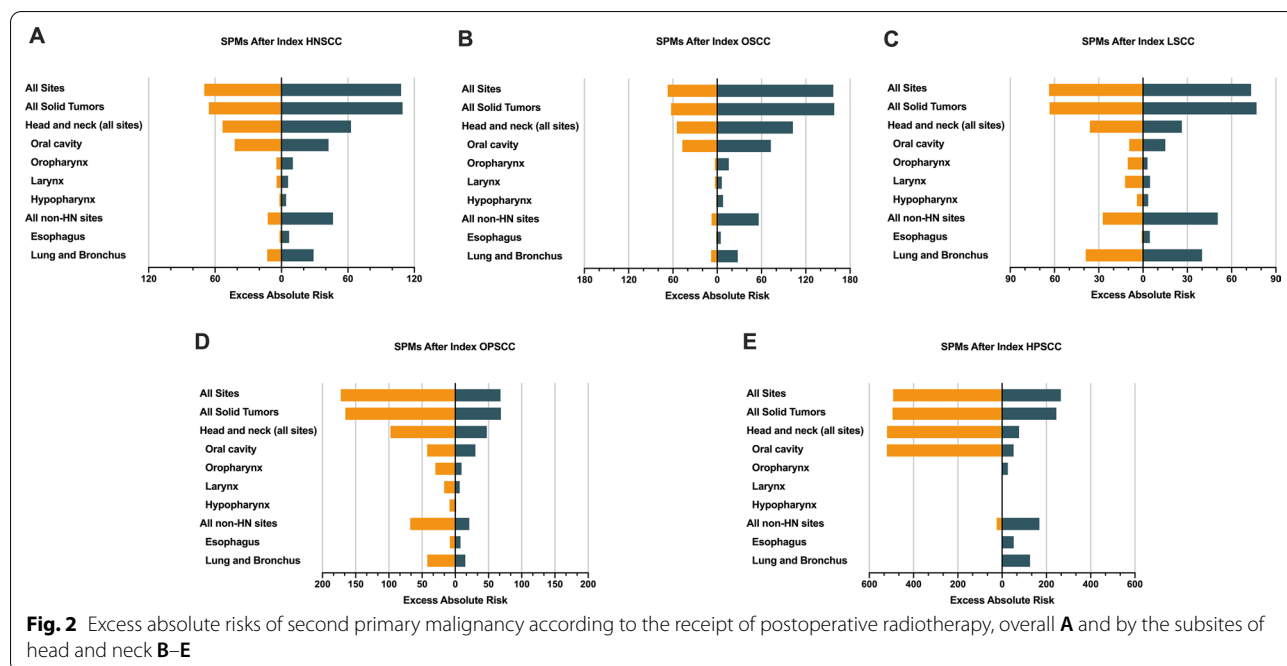 A
SPMs After Index HNSCC
All Sites
All Solid Tumors
Head and neck (all sites)
Oral cavity
Oropharynx
Larynx
Hypopharynx
All non-HN sites
Esophagus
Lung and Bronchus
120 60 0 60 120
Excess Absolute Risk
B
SPMs After Index OSCC
All Sites
All Solid Tumors
Head and neck (all sites)
Oral cavity
Oropharynx
Larynx
Hypopharynx
All non-HN sites
Esophagus
Lung and Bronchus
180 120 60 0 60 120 180
Excess Absolute Risk
C
SPMs After Index LSCC
All Sites
All Solid Tumors
Head and neck (all sites)
Oral cavity
Oropharynx
Larynx
Hypopharynx
All non-HN sites
Esophagus
Lung and Bronchus
90 60 30 0 30 60 90
Excess Absolute Risk
D
SPMs After Index OPSCC
All Sites
All Solid Tumors
Head and neck (all sites)
Oral cavity
Oropharynx
Larynx
Hypopharynx
All non-HN sites
Esophagus
Lung and Bronchus
200 150 100 50 0 50 100 150 200
Excess Absolute Risk
E
SPMs After Index HPSCC
All Sites
All Solid Tumors
Head and neck (all sites)
Oral cavity
Oropharynx
Larynx
Hypopharynx
All non-HN sites
Esophagus
Lung and Bronchus
600 400 200 0 200 400 600
Excess Absolute Risk
Fig. 2 Excess absolute risks of second primary malignancy according to the receipt of postoperative radiotherapy, overall A and by the subsites of
head and neck B–E